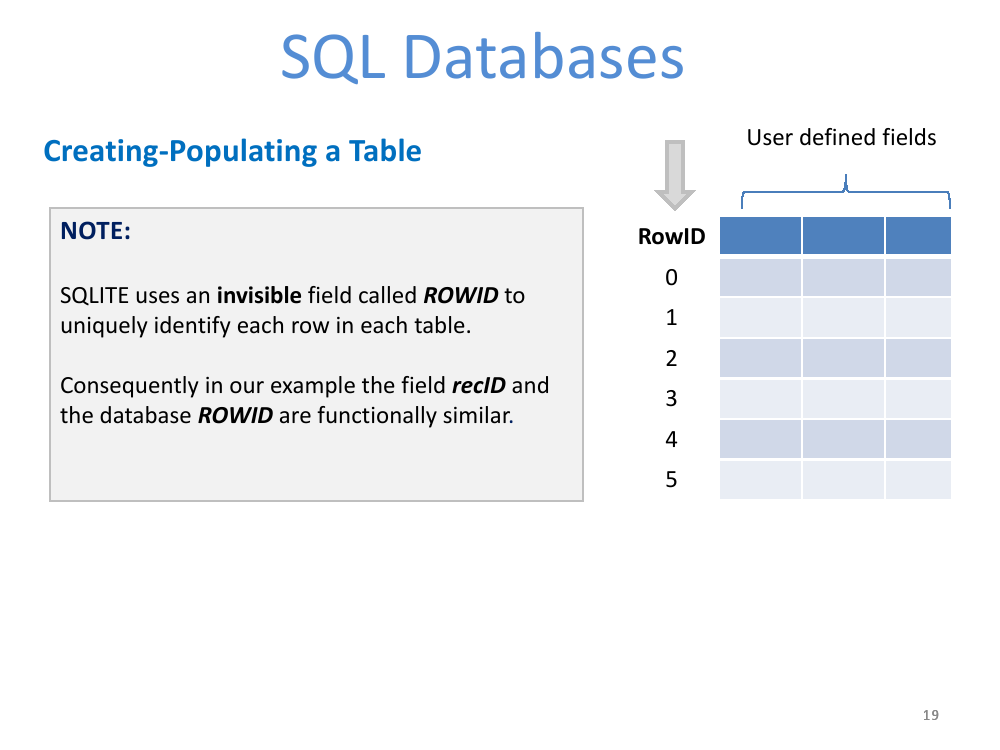 SQL Databases
Creating-Populating a Table
NOTE:
SQLITE uses an invisible field called ROWID to
uniquely identify each row in each table.
Consequently in our example the field recID and
the database ROWID are functionally similar.
User defined fields
RowID
0
1
2
3
4
5
19